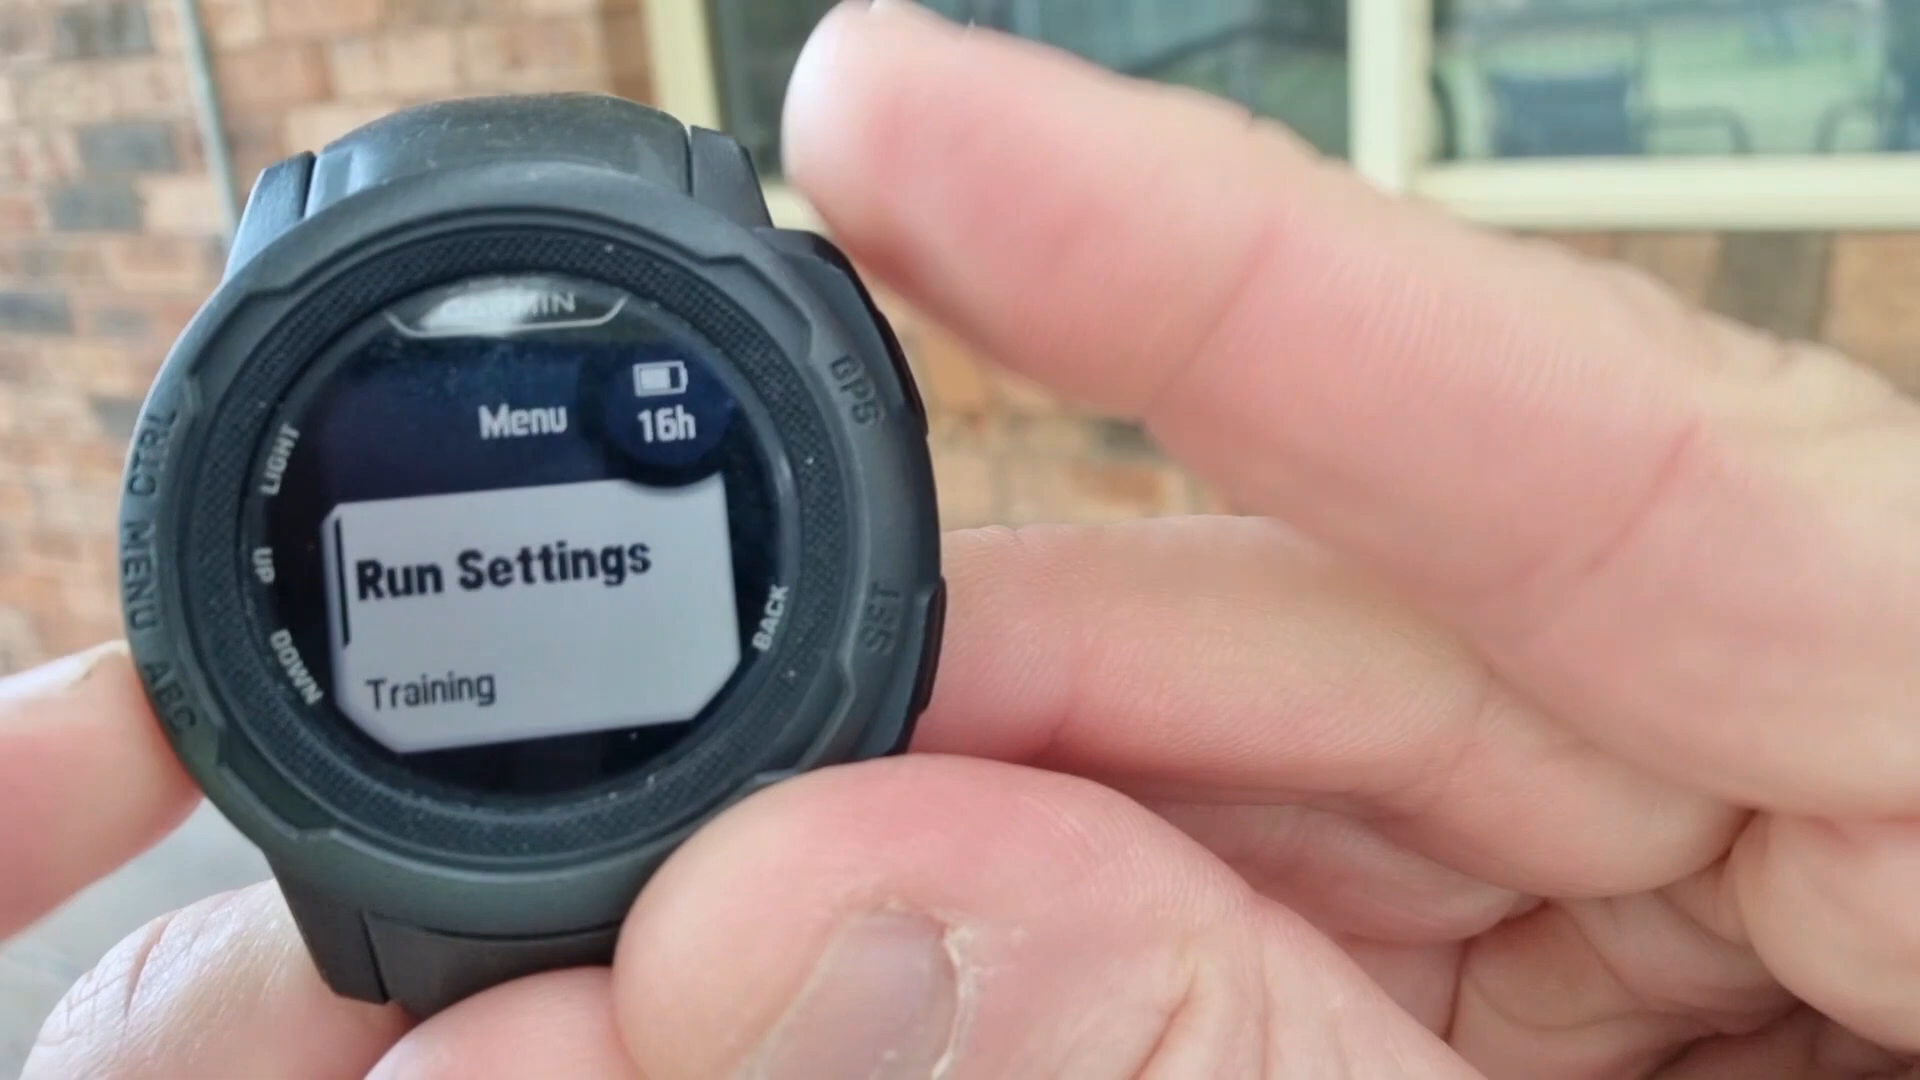 GARMIN
Menu
16h
Run Settings
Training
LIGHT
UP
DOWN
BACK
CTRL
MENU
ABC
GPS
SET